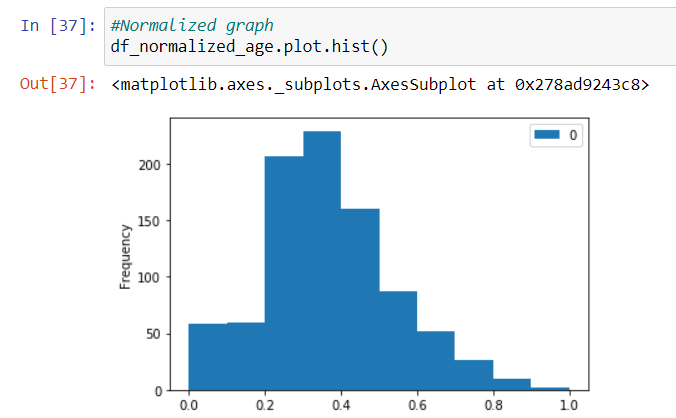 In [37]: #Normalized graph
df_normalized_age.plot.hist()
Out[37]: <matplotlib.axes._subplots.AxesSubplot at 0x278ad9243c8>
0
200
150
100
50
0
Frequency
0.0 0.2 0.4 0.6 0.8 1.0